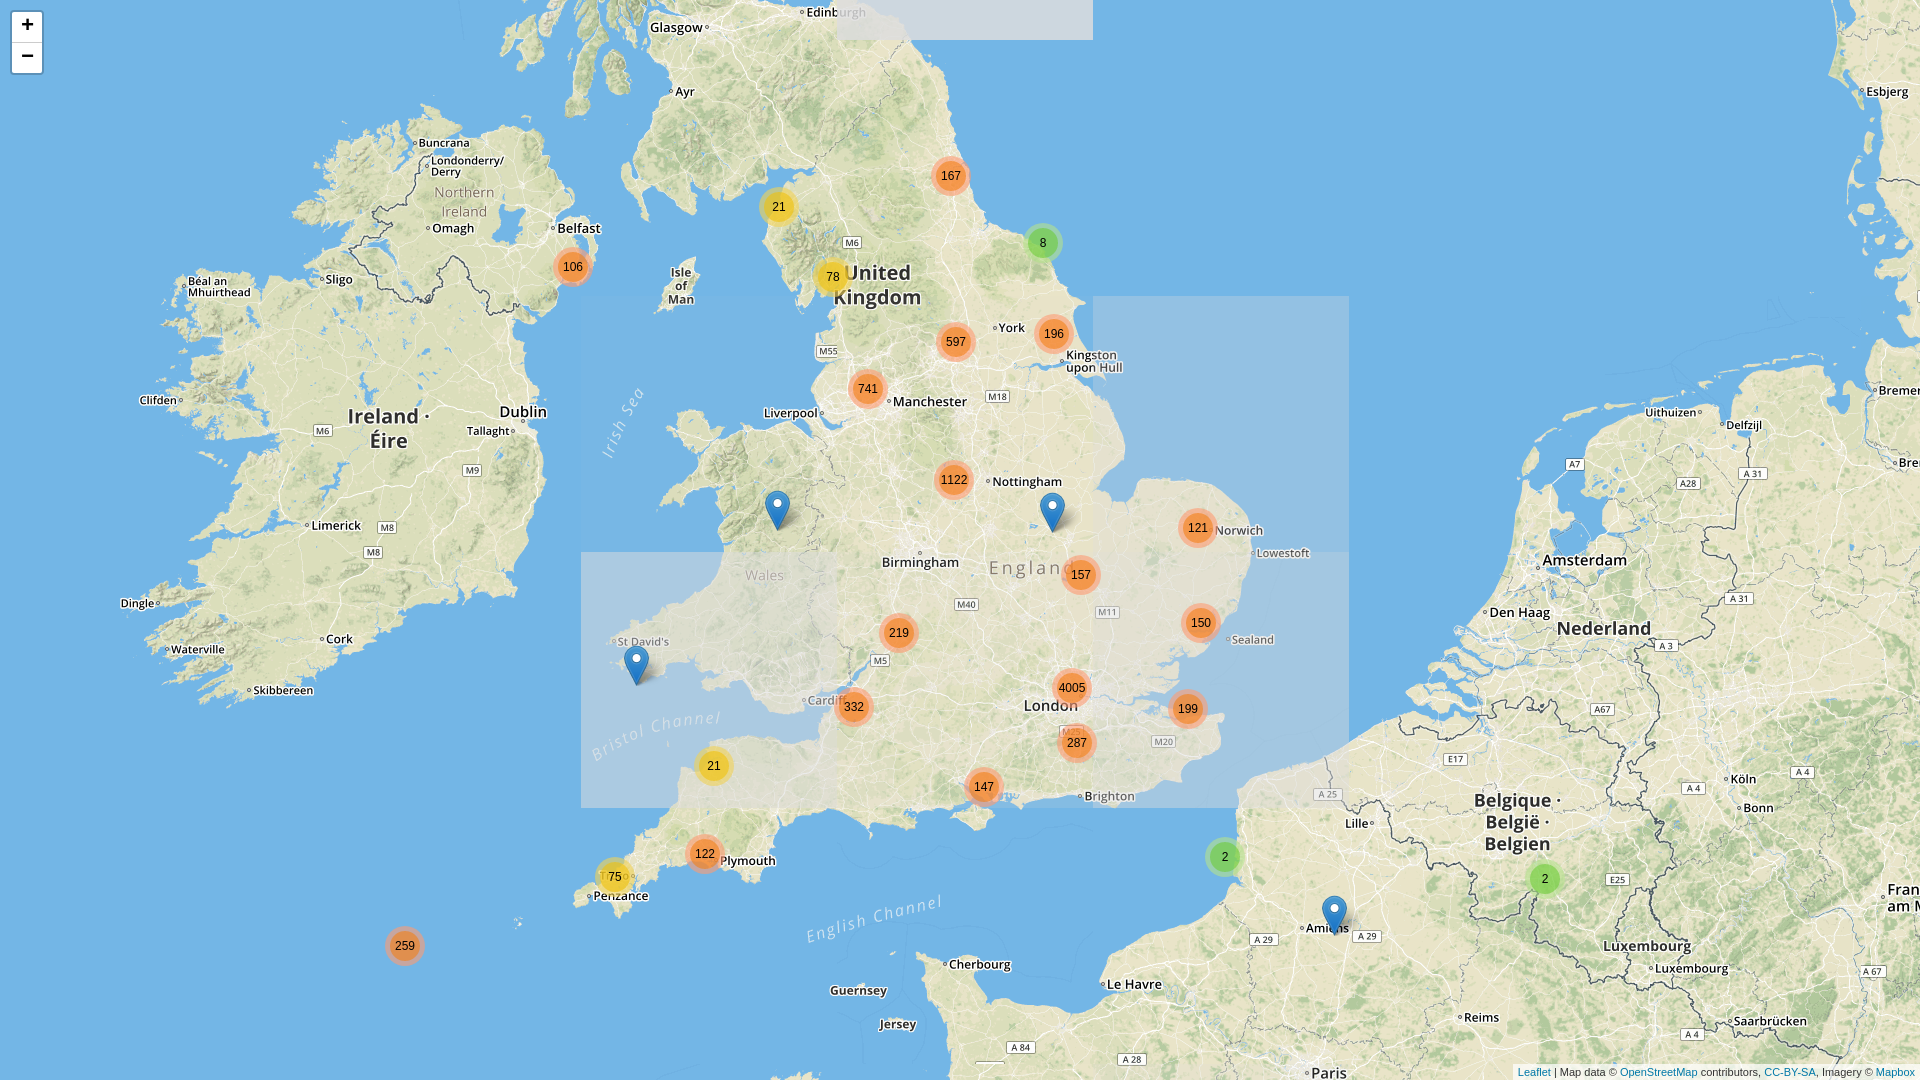 +
−
Glasgow
Edinburgh
Ayr
Esbjerg
Buncrana
Londonderry/
Derry
Northern
Ireland
Omagh
Belfast
106
167
21
8
M6
78
United
Kingdom
Isle
of
Man
Sligo
Béal an
Mhuirthead
York
196
597
M55
Kingston
upon Hull
741
Manchester
M18
Liverpool
Irish Sea
Clifden
Ireland ·
Éire
Dublin
Tallaght
M6
M9
Uithuizen
Delfzijl
Bremer
Bre
A7
A 31
A28
1122
Nottingham
121
Norwich
Lowestoft
Limerick
M8
M8
Birmingham
England
157
Wales
Amsterdam
A 31
Dingle
M40
M11
150
Sealand
Den Haag
Nederland
A 3
Cork
Waterville
Skibbereen
St David's
219
M5
4005
London
199
Cardiff
332
Bristol Channel
M20
287
A67
E17
21
147
Brighton
A 25
Köln
A 4
A 4
Bonn
Belgique ·
België ·
Belgien
Lille
122
Plymouth
2
75
Penzance
2
E25
Fran
am M
English Channel
259
Amiens
A 29
A 29
Luxembourg
Luxembourg
A 67
Cherbourg
Guernsey
Le Havre
Jersey
Reims
Saarbrücken
A 84
A 28
A 4
Paris
Leaflet | Map data © OpenStreetMap contributors, CC-BY-SA, Imagery © Mapbox